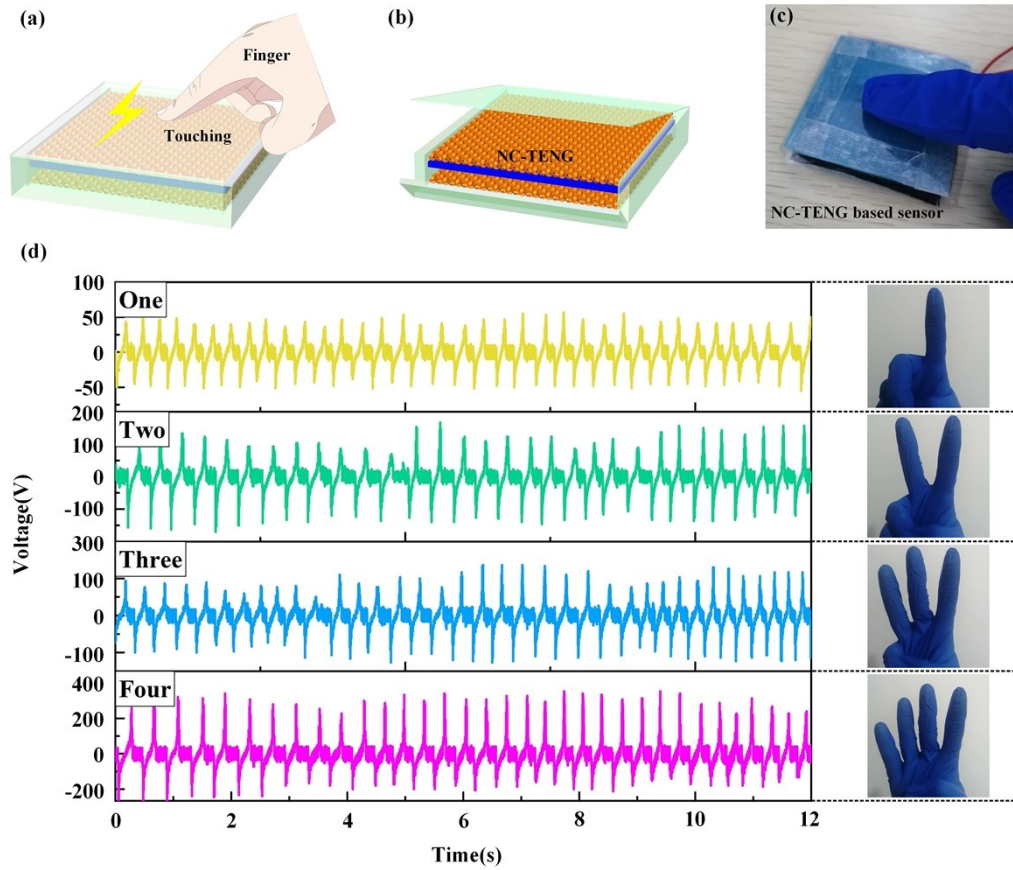 (a)
Finger
Touching
(b)
NC-TENG
(c)
NC-TENG based sensor
(d)
Voltage(V)
100
50
0
-50
One
200
100
0
-100
Two
300
100
0
-100
Three
400
200
0
-200
Four
0 2 4 6 8 10 12
Time(s)